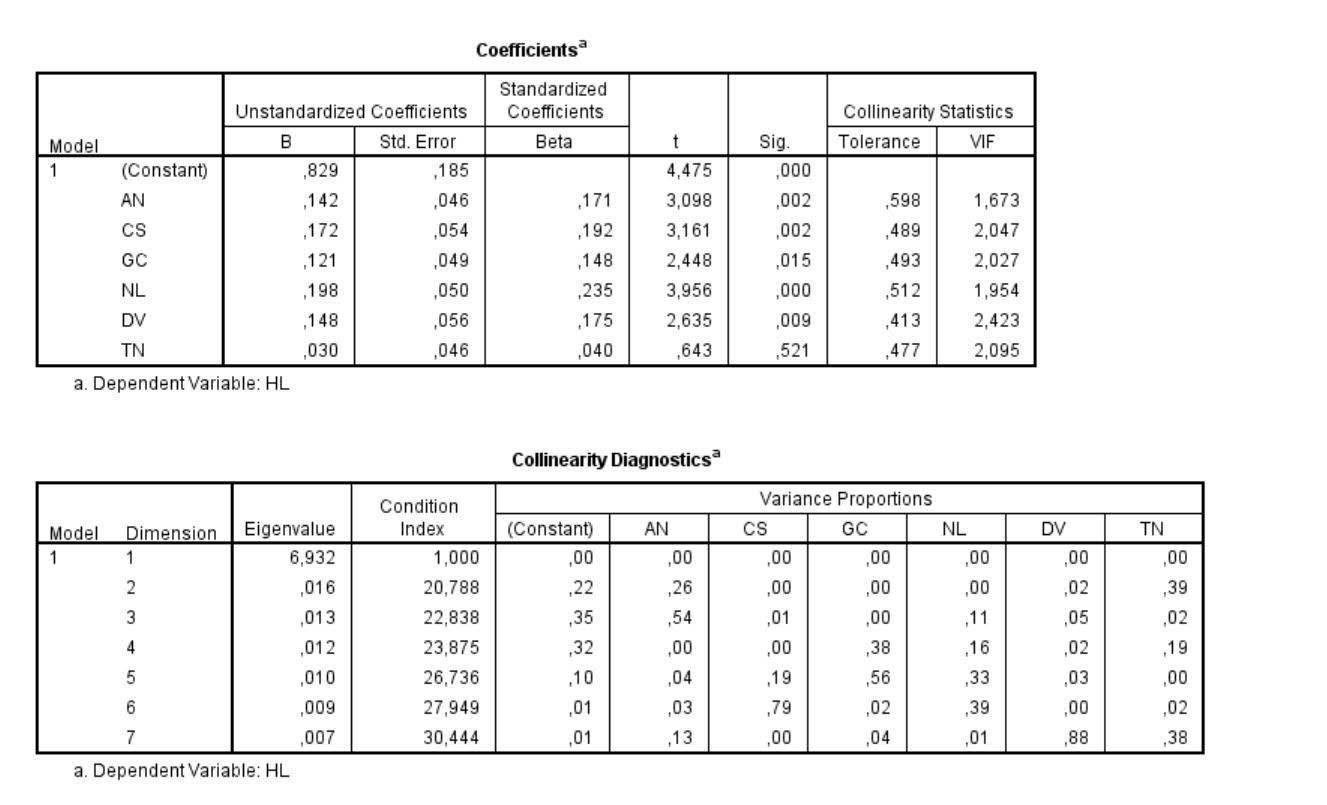 Coefficientsa
Model Unstandardized Coefficients Standardized Coefficients t Sig. Collinearity Statistics
B Std. Error Beta Tolerance VIF
1 (Constant) ,829 ,185 4,475 ,000
AN ,142 ,046 ,171 3,098 ,002 ,598 1,673
CS ,172 ,054 ,192 3,161 ,002 ,489 2,047
GC ,121 ,049 ,148 2,448 ,015 ,493 2,027
NL ,198 ,050 ,235 3,956 ,000 ,512 1,954
DV ,148 ,056 ,175 2,635 ,009 ,413 2,423
TN ,030 ,046 ,040 ,643 ,521 ,477 2,095
a. Dependent Variable: HL
Collinearity Diagnosticsa
Model Dimension Eigenvalue Condition Index Variance Proportions
(Constant) AN CS GC NL DV TN
1 1 6,932 1,000 ,00 ,00 ,00 ,00 ,00 ,00 ,00
2 ,016 20,788 ,22 ,26 ,00 ,00 ,00 ,02 ,39
3 ,013 22,838 ,35 ,54 ,01 ,00 ,11 ,05 ,02
4 ,012 23,875 ,32 ,00 ,00 ,38 ,16 ,02 ,19
5 ,010 26,736 ,10 ,04 ,19 ,56 ,33 ,03 ,00
6 ,009 27,949 ,01 ,03 ,79 ,02 ,39 ,00 ,02
7 ,007 30,444 ,01 ,13 ,00 ,04 ,01 ,88 ,38
a. Dependent Variable: HL